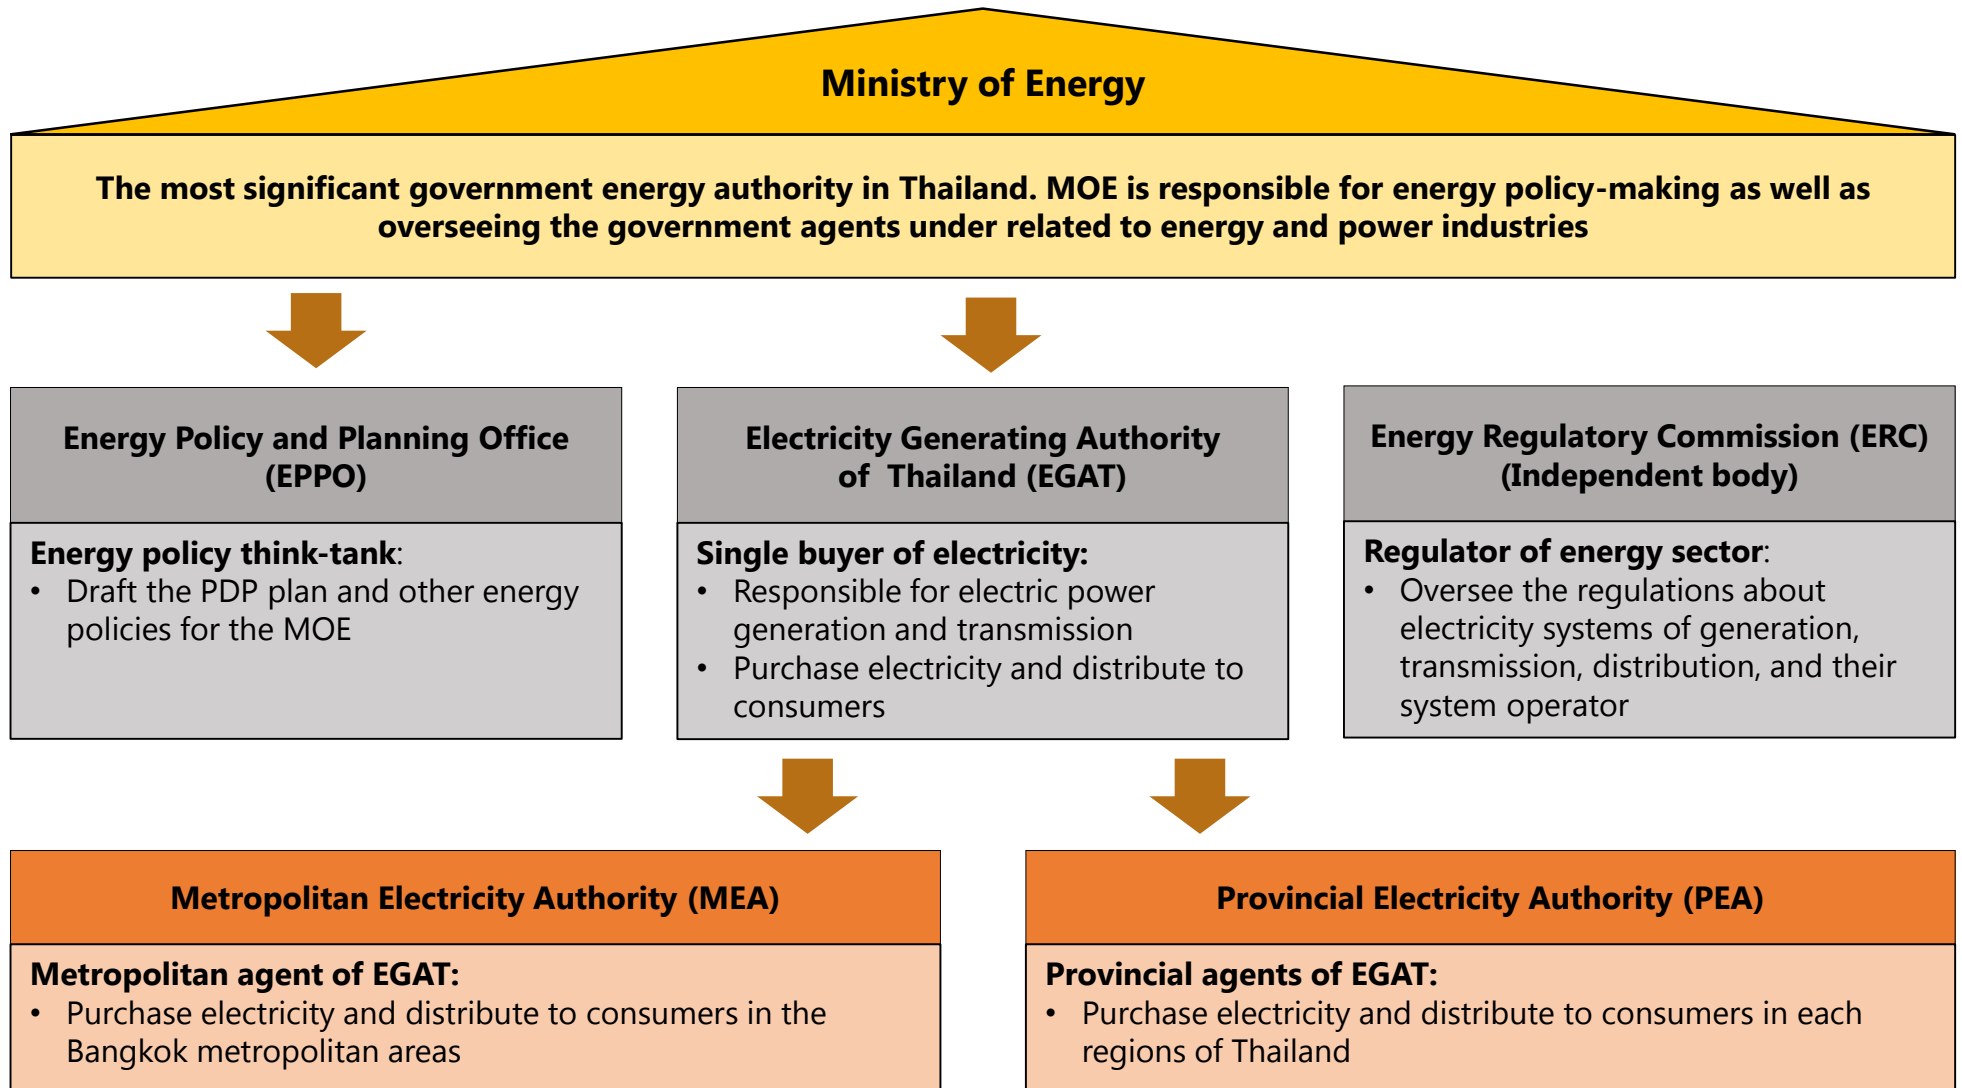 Ministry of Energy
The most significant government energy authority in Thailand. MOE is responsible for energy policy-making as well as
overseeing the government agents under related to energy and power industries
Energy Policy and Planning Office
(EPPO)
Energy policy think-tank:
• Draft the PDP plan and other energy
policies for the MOE
Electricity Generating Authority
of Thailand (EGAT)
Single buyer of electricity:
• Responsible for electric power
generation and transmission
• Purchase electricity and distribute to
consumers
Energy Regulatory Commission (ERC)
(Independent body)
Regulator of energy sector:
• Oversee the regulations about
electricity systems of generation,
transmission, distribution, and their
system operator
Metropolitan Electricity Authority (MEA)
Metropolitan agent of EGAT:
• Purchase electricity and distribute to consumers in the
Bangkok metropolitan areas
Provincial Electricity Authority (PEA)
Provincial agents of EGAT:
• Purchase electricity and distribute to consumers in each
regions of Thailand